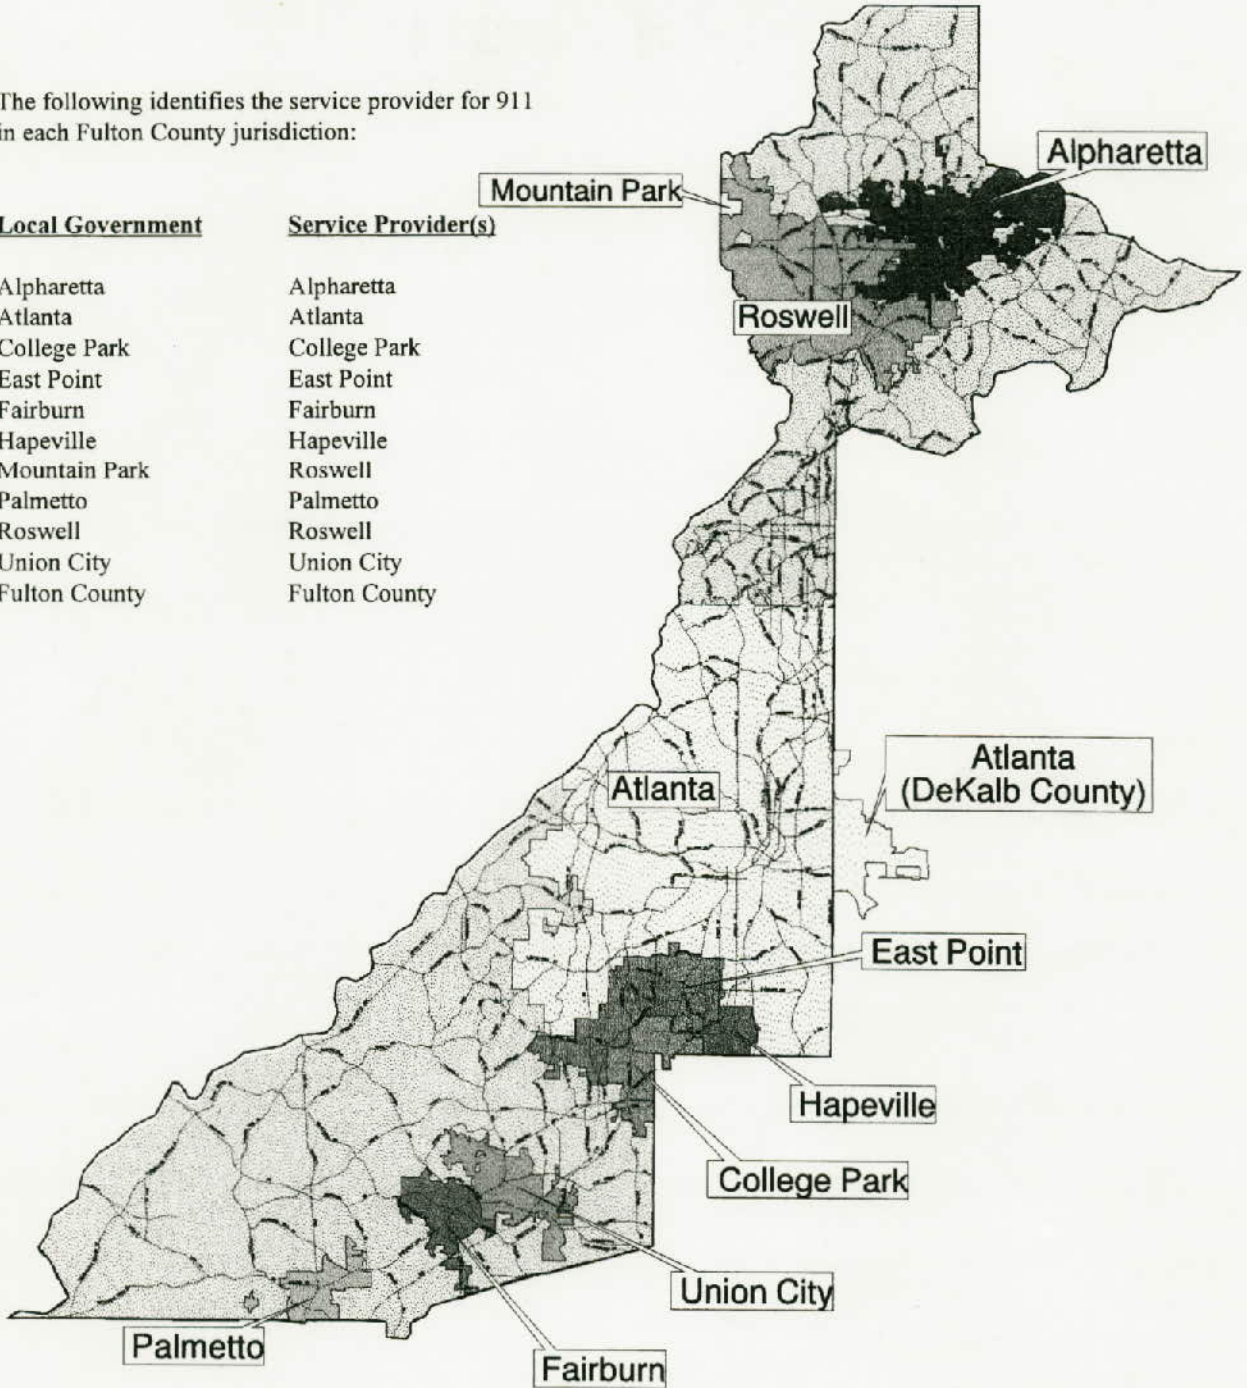 The following identifies the service provider for 911
in each Fulton County jurisdiction:
Local Government Service Provider(s)
Alpharetta Alpharetta
Atlanta Atlanta
College Park College Park
East Point East Point
Fairburn Fairburn
Hapeville Hapeville
Mountain Park Roswell
Palmetto Palmetto
Roswell Roswell
Union City Union City
Fulton County Fulton County
Alpharetta
Mountain Park
Roswell
Atlanta
Atlanta
(DeKalb County)
East Point
Hapeville
College Park
Union City
Palmetto
Fairburn